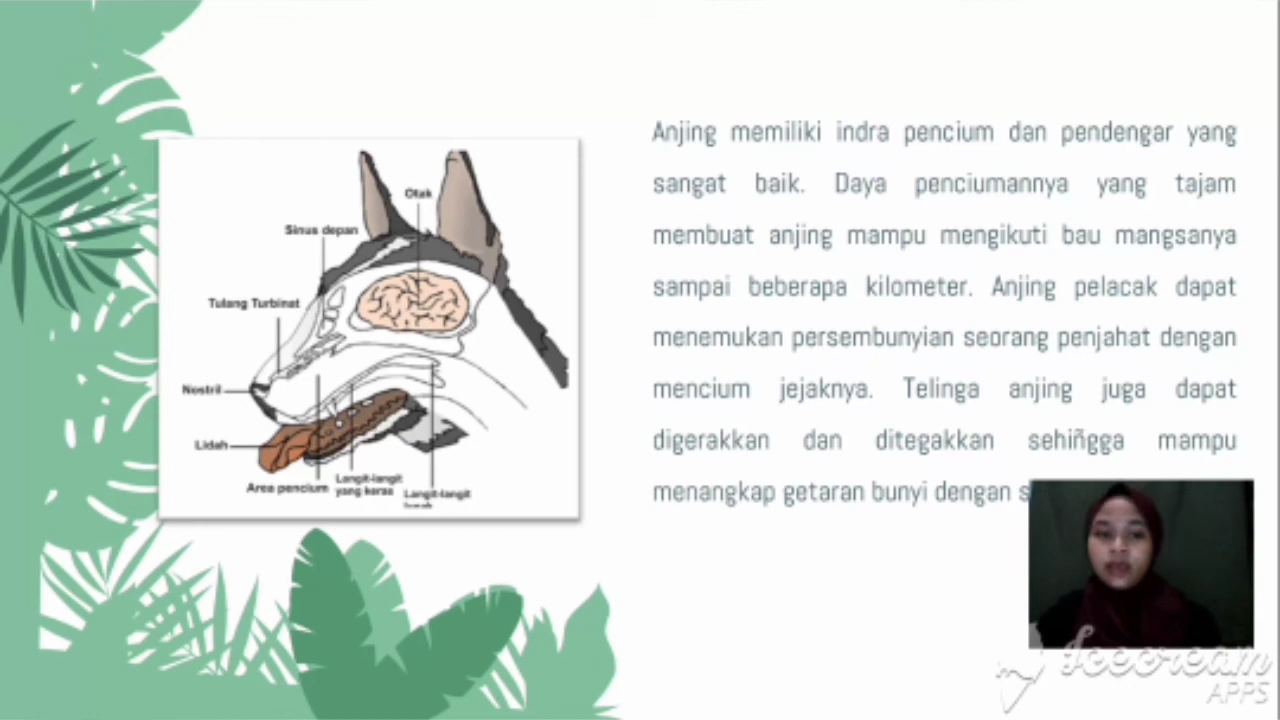 Otak
Sinus depan
Tulang Turbinat
Nostril
Lidah
Area pencium
Langit-langit
yang keras
Langit-langit
Anjing memiliki indra pencium dan pendengar yang
sangat baik. Daya penciumannya yang tajam
membuat anjing mampu mengikuti bau mangsanya
sampai beberapa kilometer. Anjing pelacak dapat
menemukan persembunyian seorang penjahat dengan
mencium jejaknya. Telinga anjing juga dapat
digerakkan dan ditegakkan sehiñgga mampu
menangkap getaran bunyi dengan
Icecream
APPS